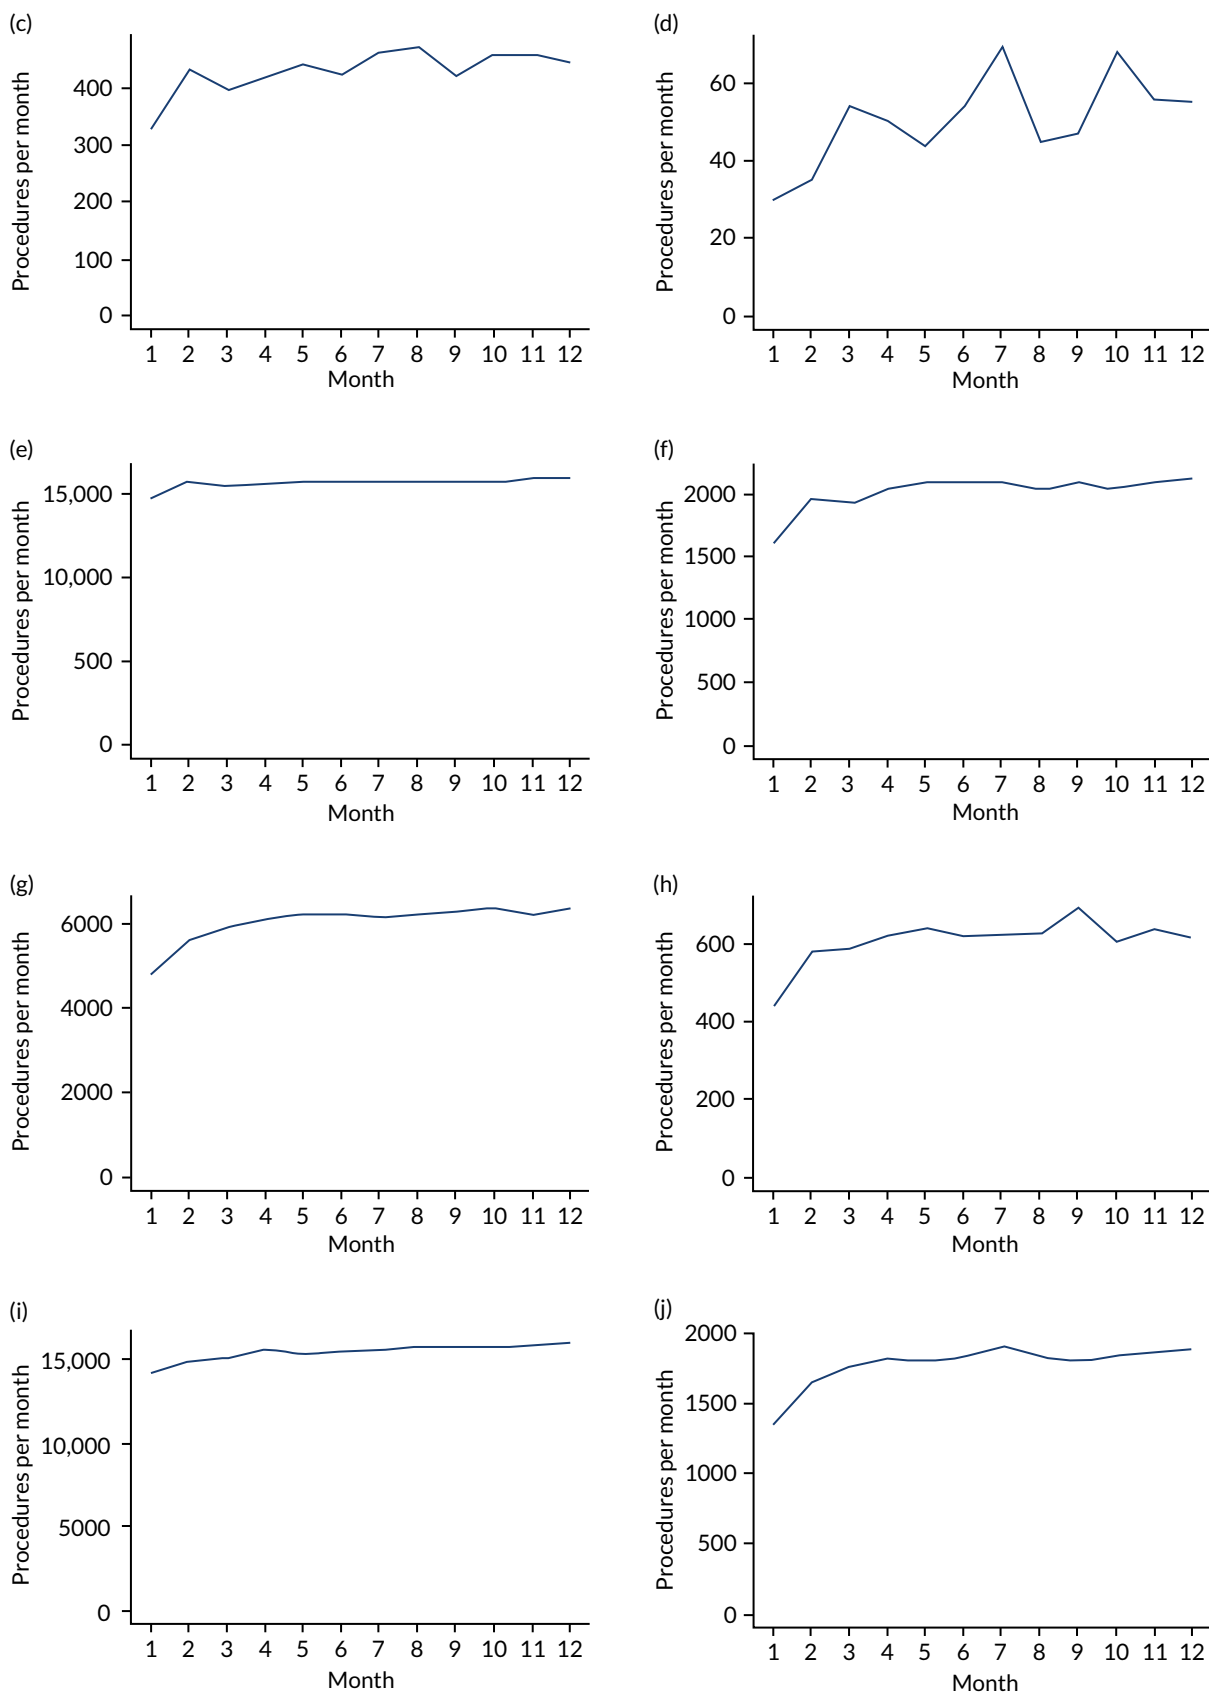 (c)
Procedures per month
400
300
200
100
0
1 2 3 4 5 6 7 8 9 10 11 12
Month
(d)
Procedures per month
60
40
20
0
1 2 3 4 5 6 7 8 9 10 11 12
Month
(e)
Procedures per month
15,000
10,000
500
0
1 2 3 4 5 6 7 8 9 10 11 12
Month
(f)
Procedures per month
2000
1500
1000
500
0
1 2 3 4 5 6 7 8 9 10 11 12
Month
(g)
Procedures per month
6000
4000
2000
0
1 2 3 4 5 6 7 8 9 10 11 12
Month
(h)
Procedures per month
600
400
200
0
1 2 3 4 5 6 7 8 9 10 11 12
Month
(i)
Procedures per month
15,000
10,000
5000
0
1 2 3 4 5 6 7 8 9 10 11 12
Month
(j)
Procedures per month
2000
1500
1000
500
0
1 2 3 4 5 6 7 8 9 10 11 12
Month